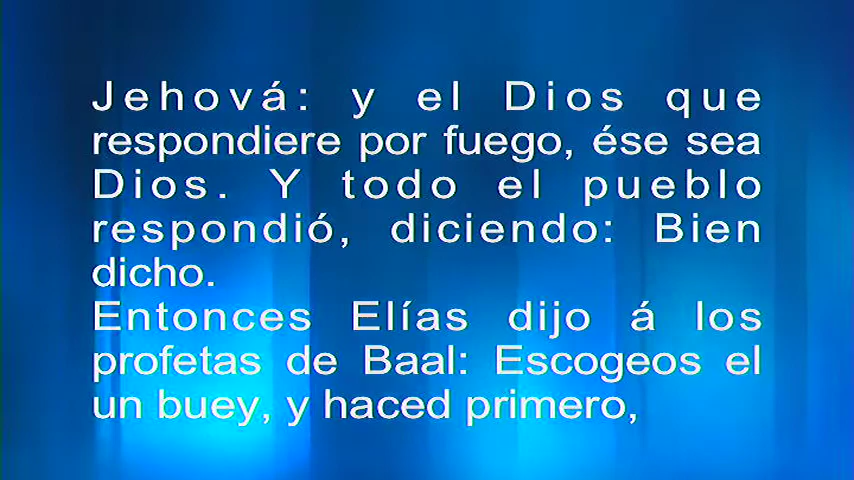 Jehová: y el Dios que
respondiere por fuego, ése sea
Dios. Y todo el pueblo
respondió, diciendo: Bien
dicho.
Entonces Elías dijo á los
profetas de Baal: Escogeos el
un buey, y haced primero,